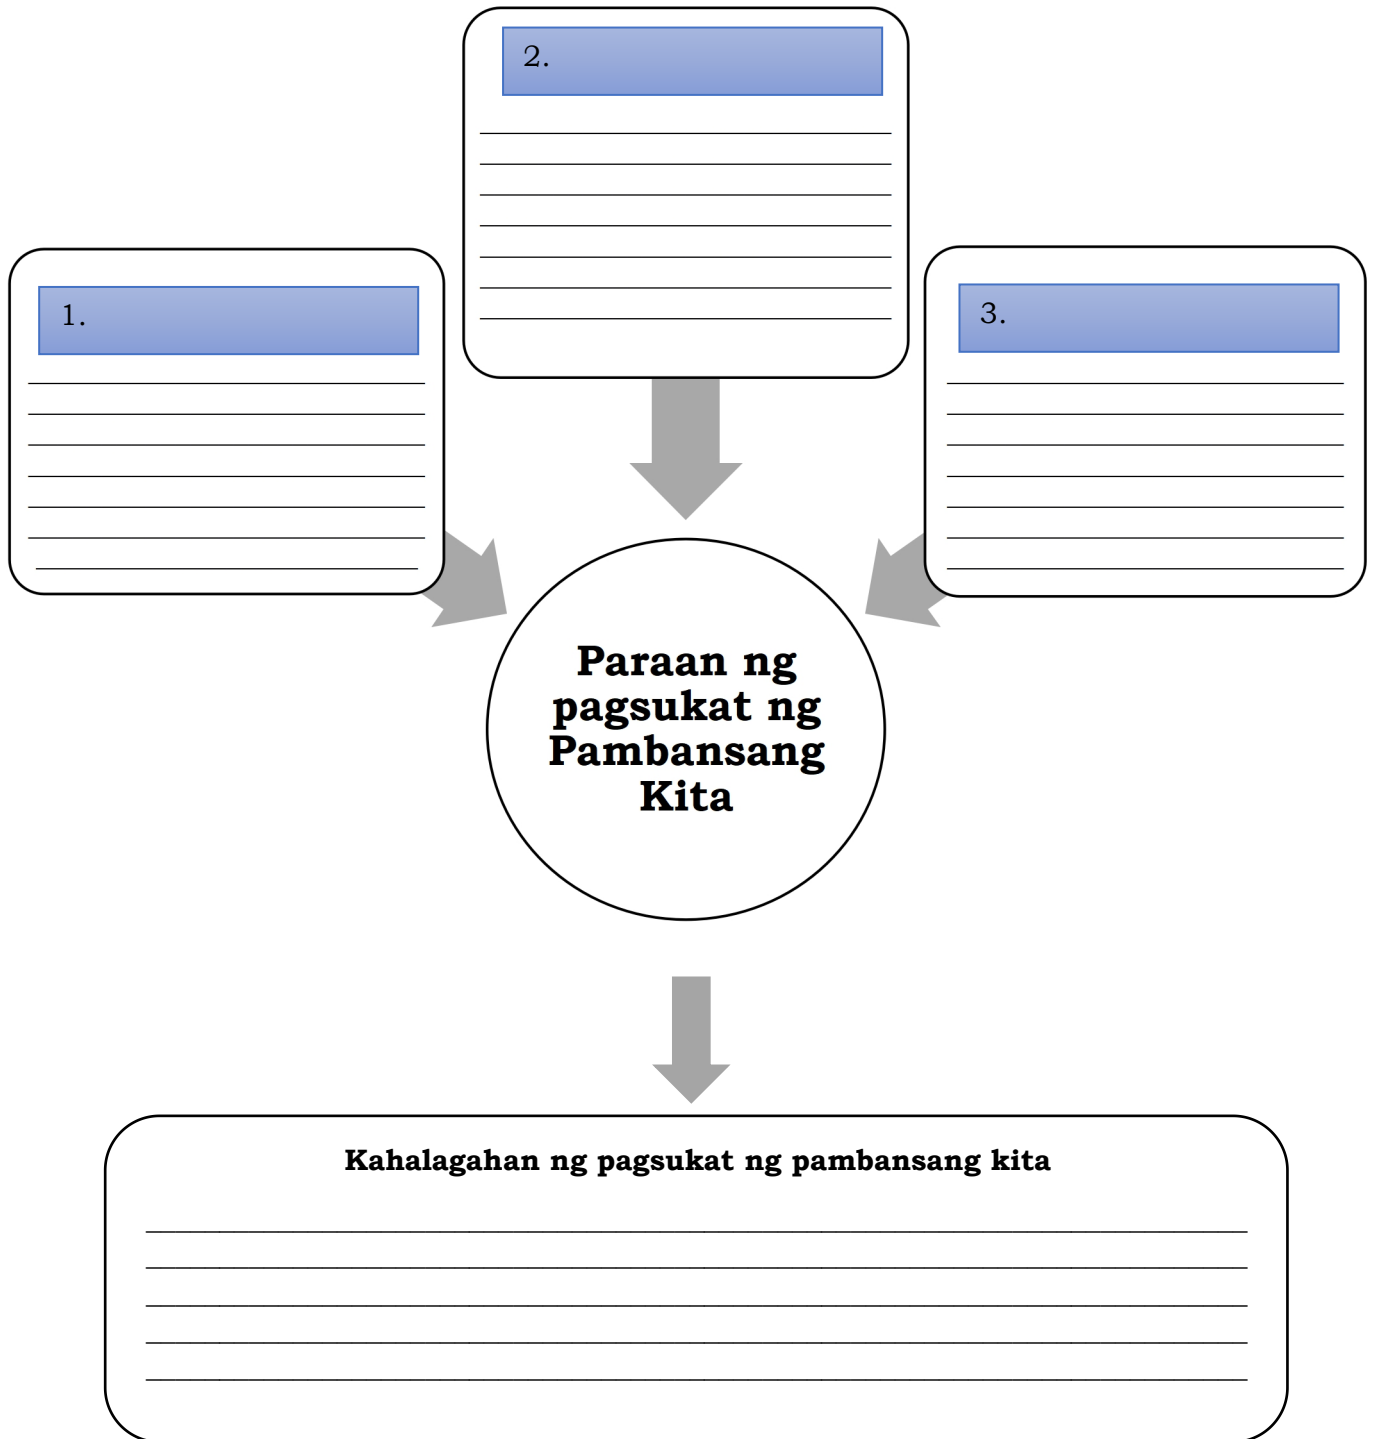 2.
1.
3.
Paraan ng
pagsukat ng
Pambansang
Kita
Kahalagahan ng pagsukat ng pambansang kita